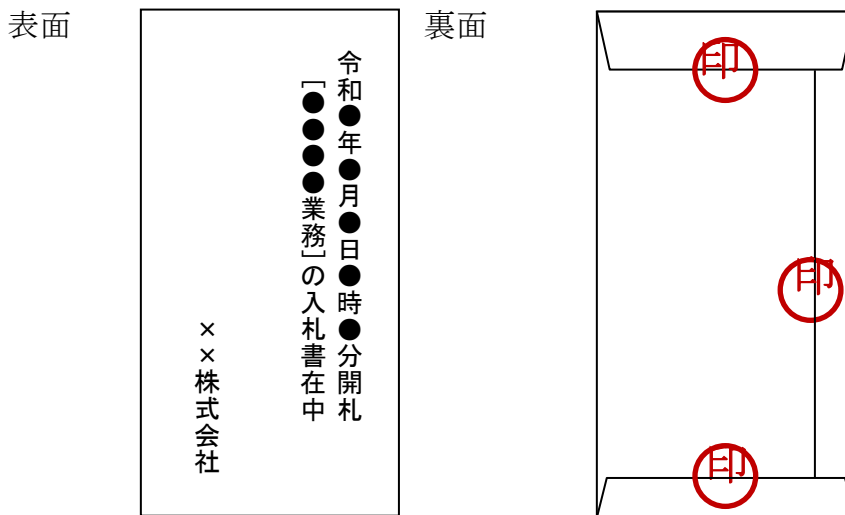 表面
令和●年●月●日●時●分開札
［●●●●業務］の入札書在中
××株式会社
裏面
印
印
印